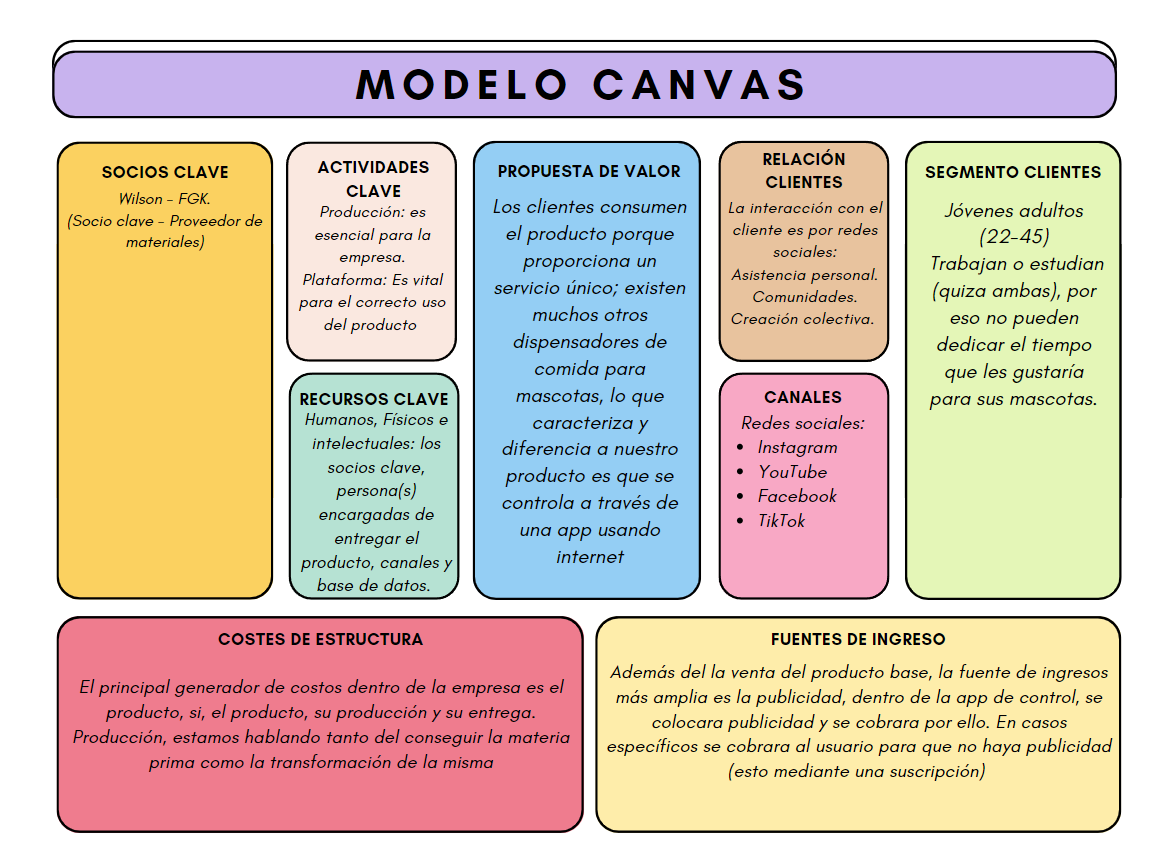 MODELO CANVAS
SOCIOS CLAVE
Wilson - FGK.
(Socio clave - Proveedor de
materiales)
ACTIVIDADES
CLAVE
Producción: es
esencial para la
empresa.
Plataforma: Es vital
para el correcto uso
del producto
RECURSOS CLAVE
Humanos, Físicos e
intelectuales: los
socios clave,
persona(s)
encargadas de
entregar el
producto, canales y
base de datos.
PROPUESTA DE VALOR
Los clientes consumen
el producto porque
proporciona un
servicio único; existen
muchos otros
dispensadores de
comida para
mascotas, lo que
caracteriza y
diferencia a nuestro
producto es que se
controla a través de
una app usando
internet
RELACIÓN
CLIENTES
La interacción con el
cliente es por redes
sociales:
Asistencia personal.
Comunidades.
Creación colectiva.
CANALES
Redes sociales:
• Instagram
• YouTube
• Facebook
• TikTok
SEGMENTO CLIENTES
Jóvenes adultos
(22-45)
Trabajan o estudian
(quiza ambas), por
eso no pueden
dedicar el tiempo
que les gustaría
para sus mascotas.
COSTES DE ESTRUCTURA
El principal generador de costos dentro de la empresa es el
producto, si, el producto, su producción y su entrega.
Producción, estamos hablando tanto del conseguir la materia
prima como la transformación de la misma
FUENTES DE INGRESO
Además del la venta del producto base, la fuente de ingresos
más amplia es la publicidad, dentro de la app de control, se
colocara publicidad y se cobrara por ello. En casos
específicos se cobrara al usuario para que no haya publicidad
(esto mediante una suscripción)